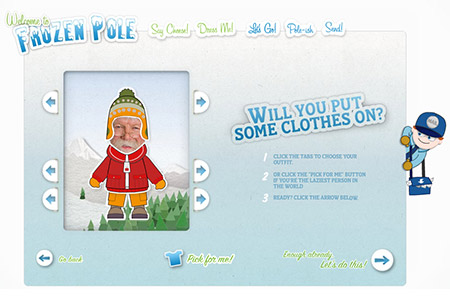 Welcome to
FROZEN POLE
Say Cheese! Dress Me! Let's Go! Pole-ish Send!
WILL YOU PUT
SOME CLOTHES ON?
1 CLICK THE TABS TO CHOOSE YOUR
OUTFIT.
2 OR CLICK THE "PICK FOR ME" BUTTON
IF YOU'RE THE LAZIEST PERSON IN
THE WORLD
3 READY? CLICK THE ARROW BELOW.
Go back
Pick for me!
Enough already.
Let's do this!